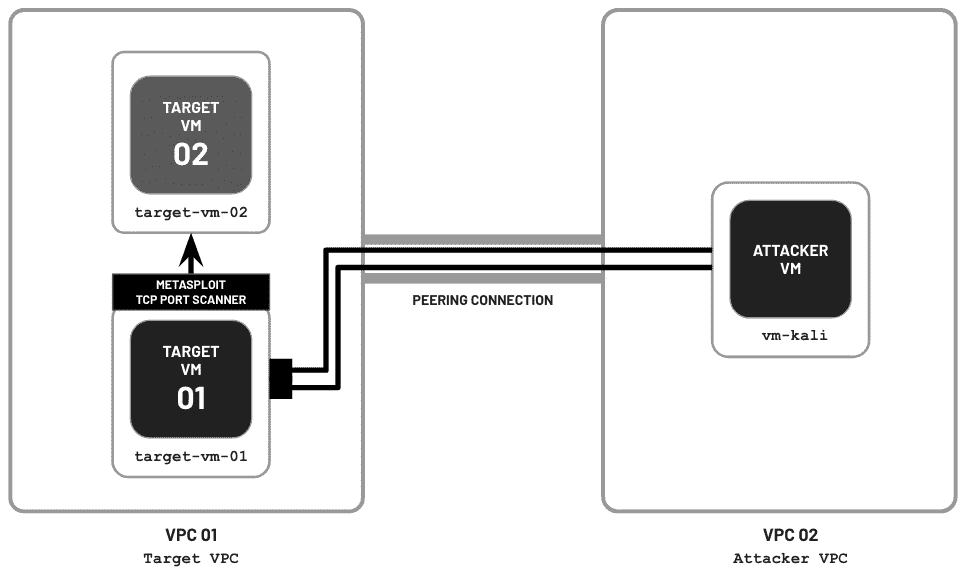 TARGET
VM
02
target-vm-02
METASPLOIT
TCP PORT SCANNER
TARGET
VM
01
target-vm-01
PEERING CONNECTION
ATTACKER
VM
vm-kali
VPC 01
Target VPC
VPC 02
Attacker VPC